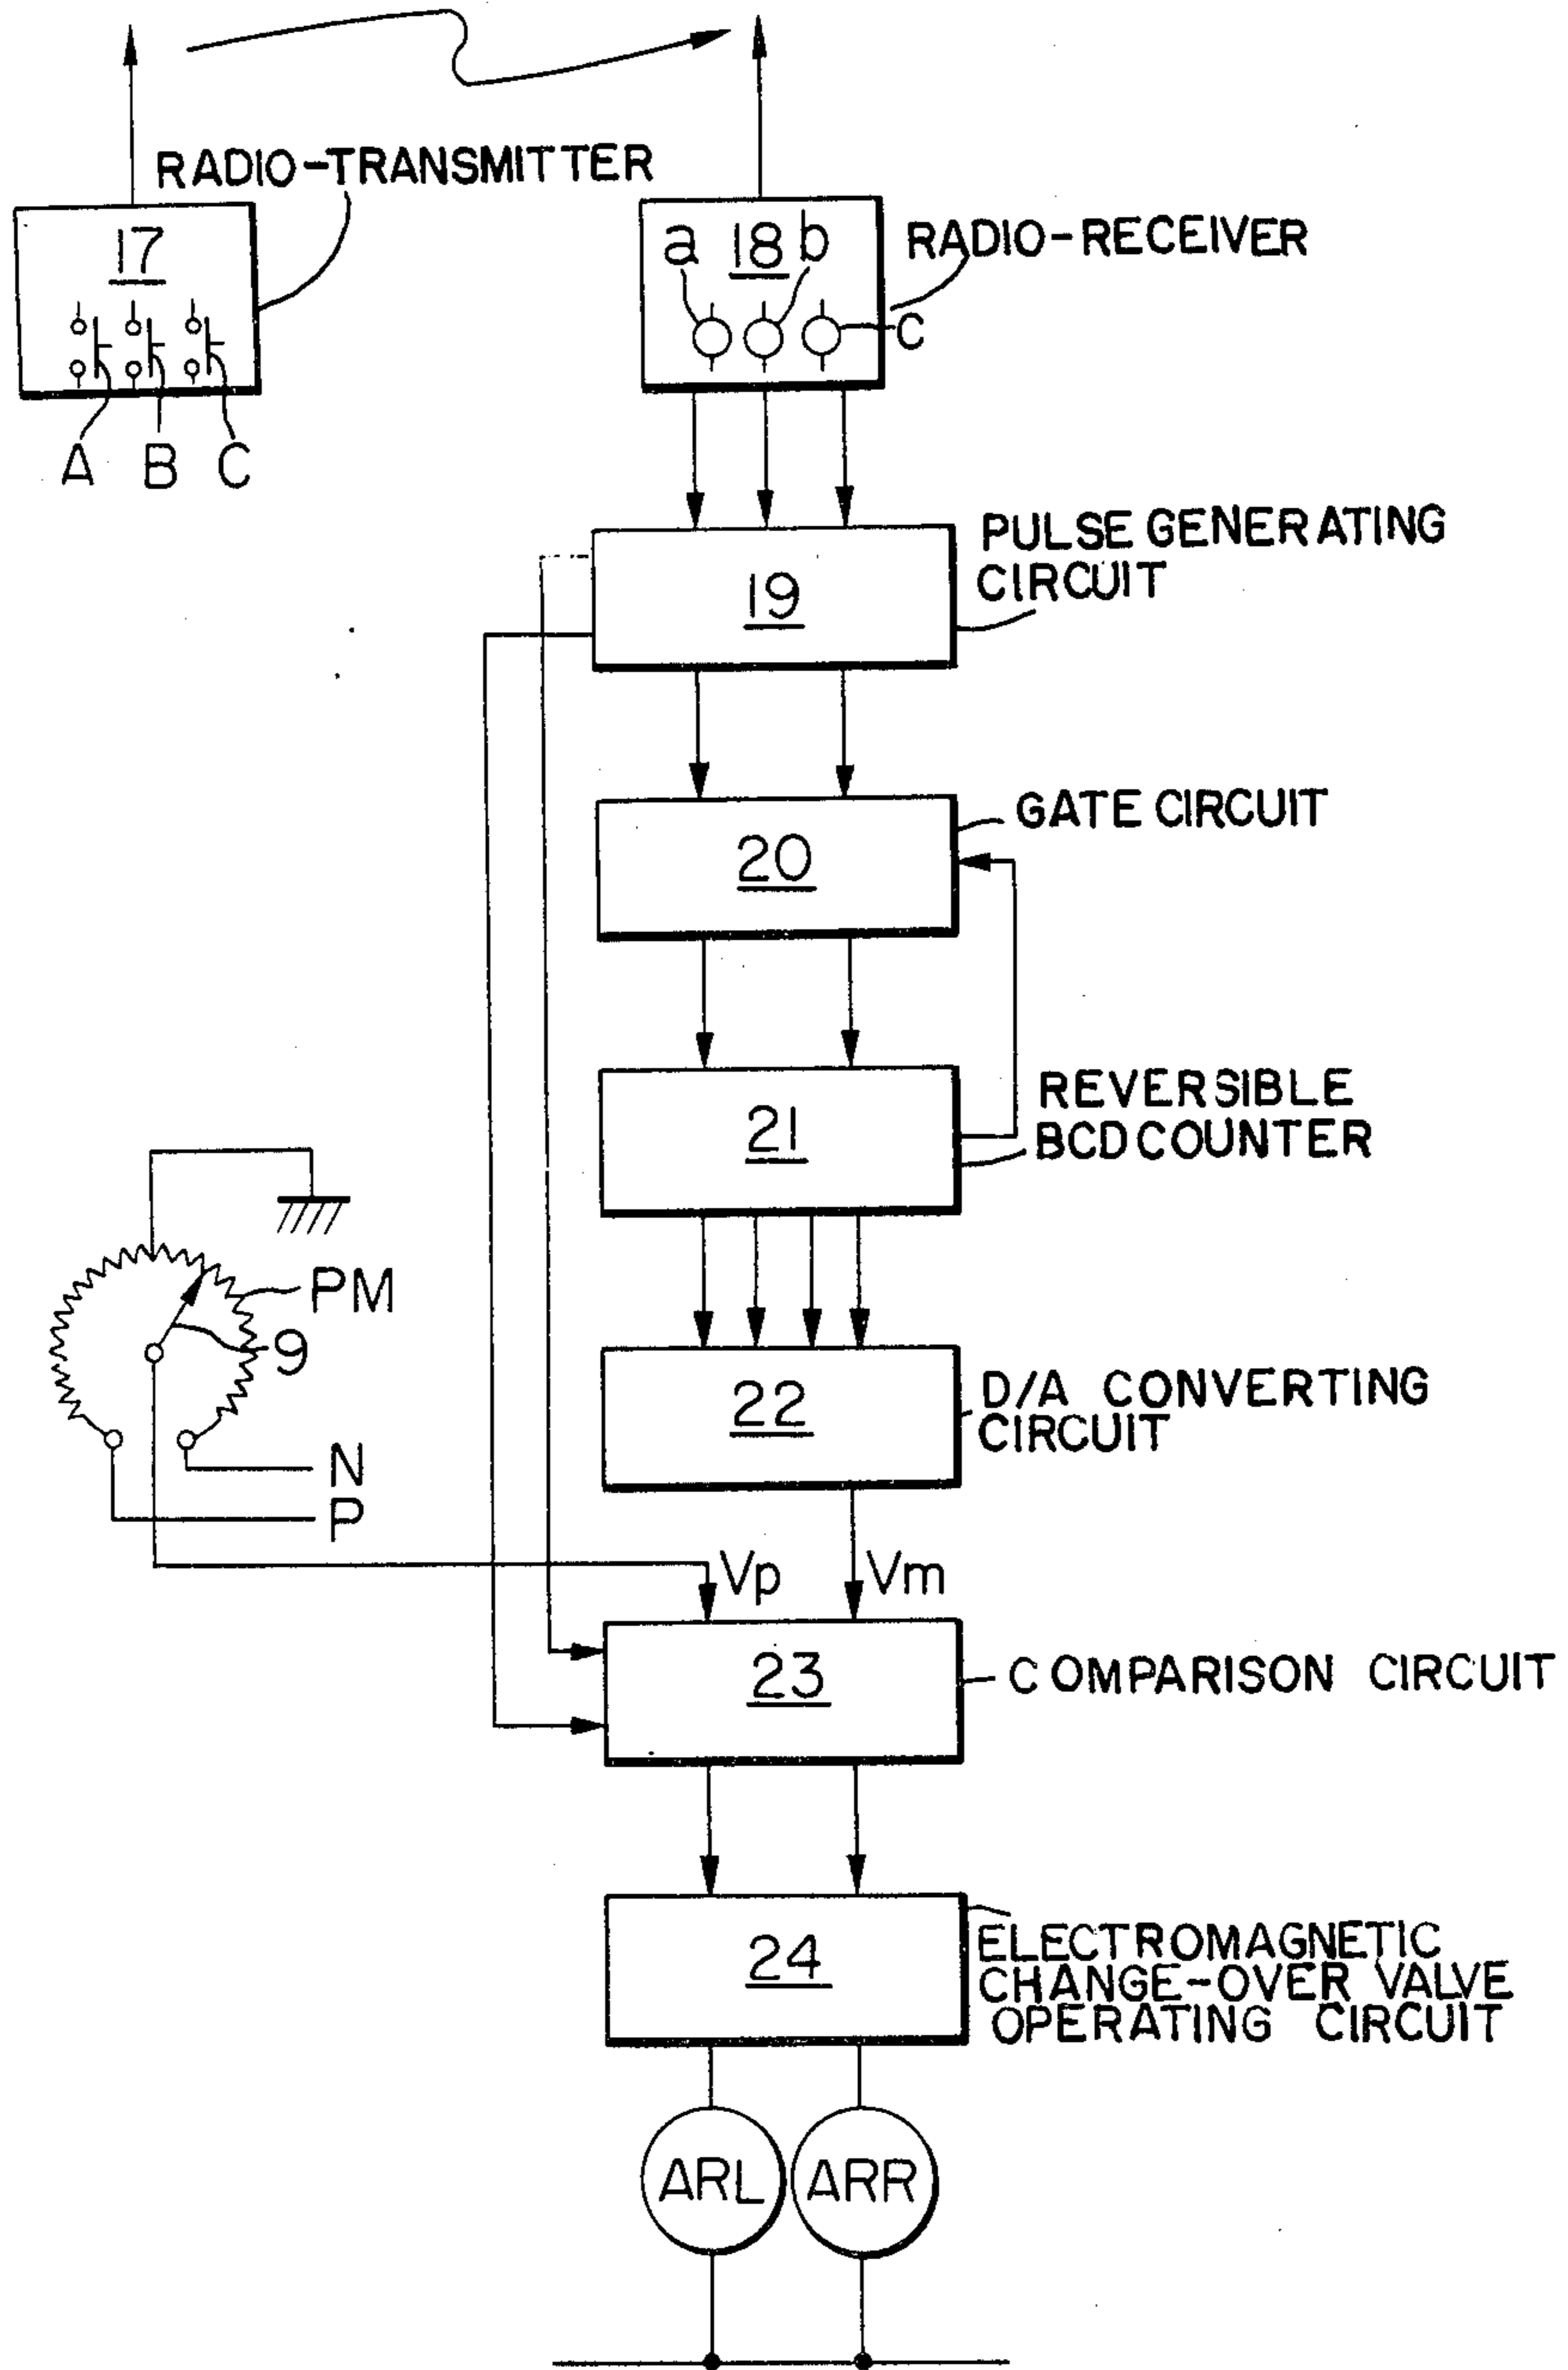 RADIO-TRANSMITTER
17
A B C
a 18 b
RADIO-RECEIVER
c
PULSE GENERATING
CIRCUIT
19
GATE CIRCUIT
20
REVERSIBLE
BCD COUNTER
21
PM
9
N
P
D/A CONVERTING
CIRCUIT
22
Vp Vm
23
COMPARISON CIRCUIT
24
ELECTROMAGNETIC
CHANGE-OVER VALVE
OPERATING CIRCUIT
ARL ARR